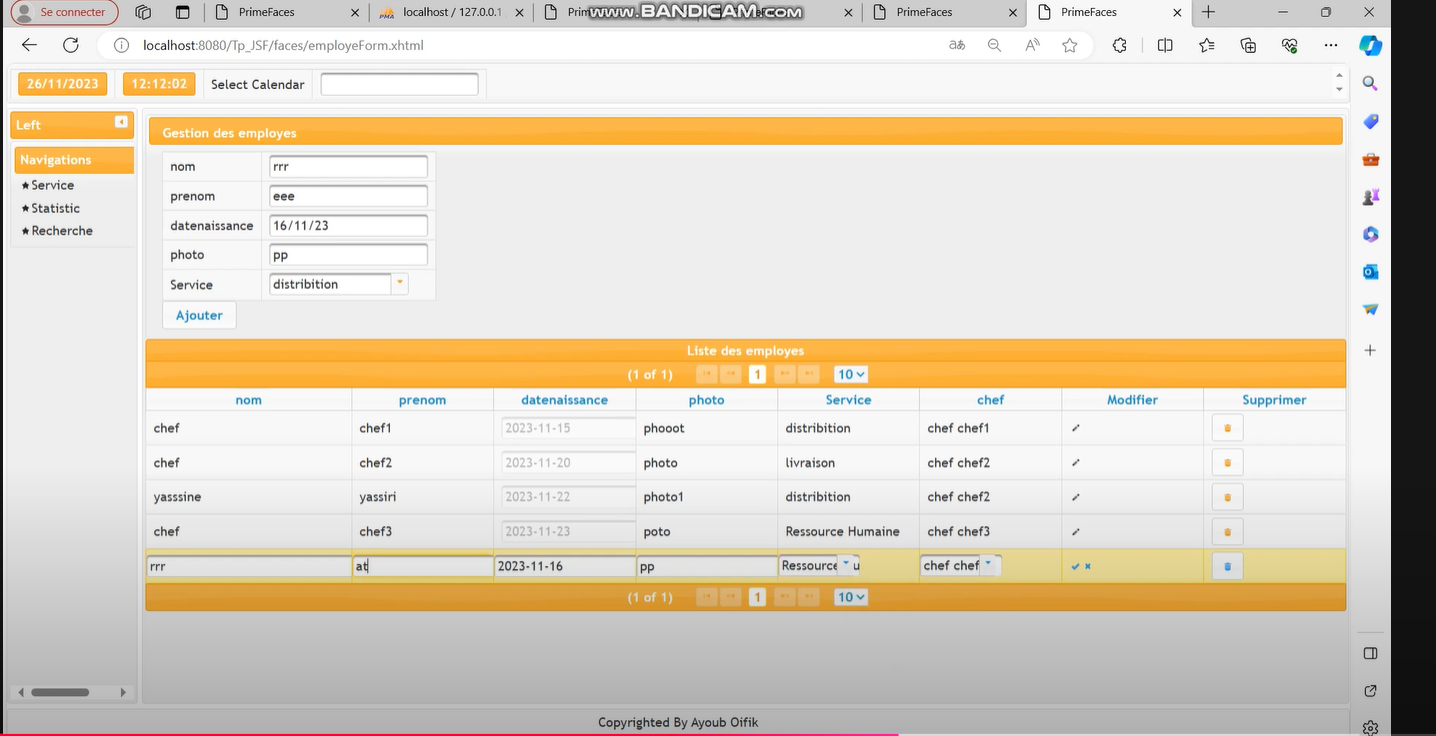 Se connecter PrimeFaces localhost / 127.0.0.1 www.BANDICAM.com PrimeFaces PrimeFaces
localhost:8080/Tp_JSF/faces/employeForm.xhtml
26/11/2023 12:12:02 Select Calendar
Left
Gestion des employes
Navigations
Service
Statistic
Recherche
nom rrr
prenom eee
datenaissance 16/11/23
photo pp
Service distribition
Ajouter
Liste des employes
(1 of 1) 1 10
nom prenom datenaissance photo Service chef Modifier Supprimer
chef chef1 2023-11-15 phooot distribition chef chef1
chef chef2 2023-11-20 photo livraison chef chef2
yasssine yassiri 2023-11-22 photo1 distribition chef chef2
chef chef3 2023-11-23 poto Ressource Humaine chef chef3
rrr at 2023-11-16 pp Ressource u chef chef
(1 of 1) 1 10
Copyrighted By Ayoub Oifik